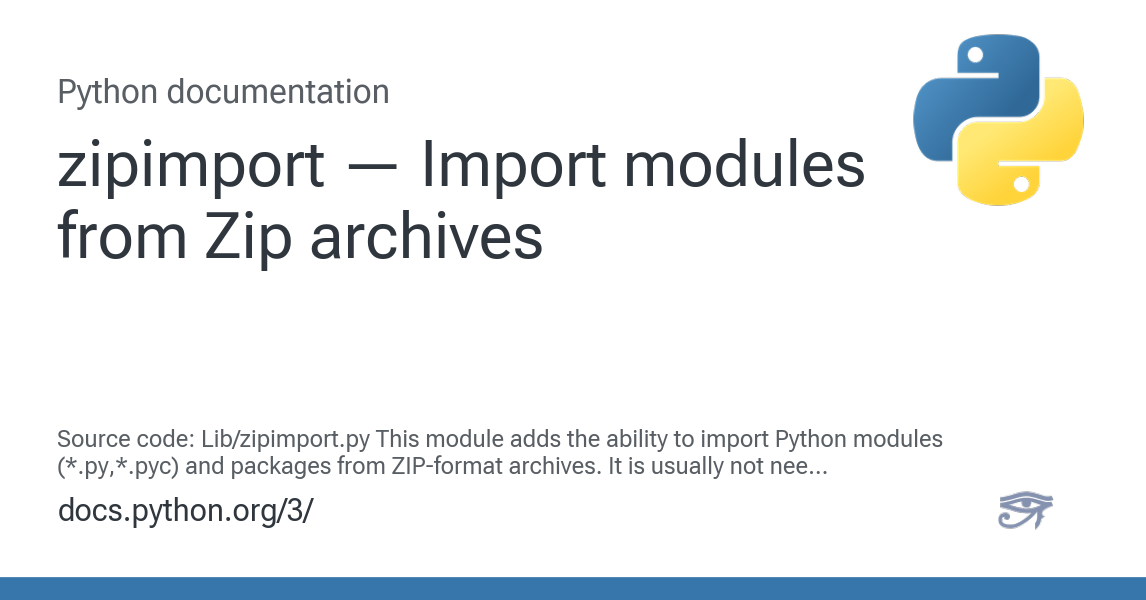 Python documentation
zipimport — Import modules
from Zip archives
Source code: Lib/zipimport.py This module adds the ability to import Python modules
(*.py,*.pyc) and packages from ZIP-format archives. It is usually not nee...
docs.python.org/3/